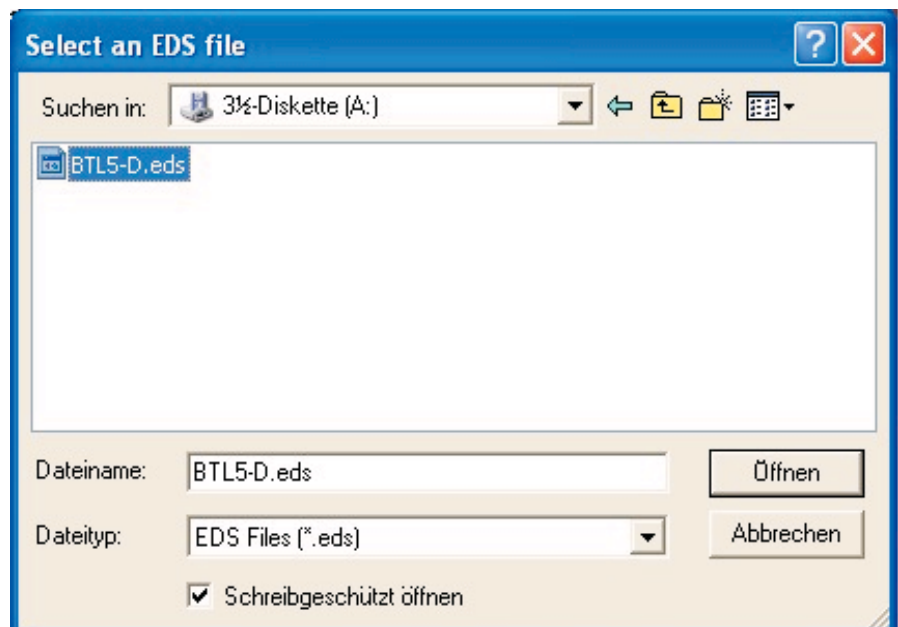 Select an EDS file
Suchen in: 3½-Diskette (A:)
BTL5-D.eds
Dateiname: BTL5-D.eds Öffnen
Dateityp: EDS Files (*.eds) Abbrechen
Schreibgeschützt öffnen